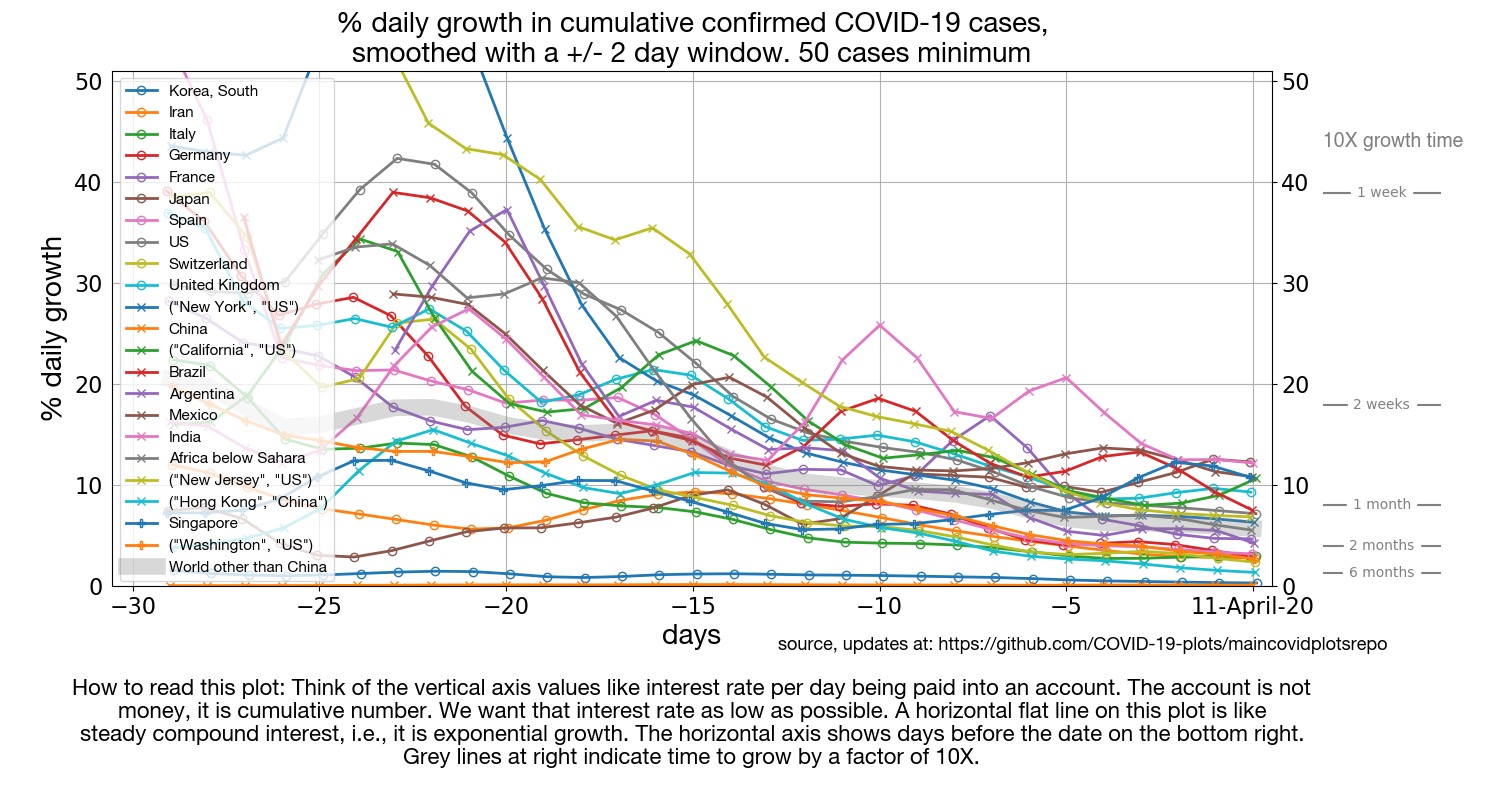 % daily growth in cumulative confirmed COVID-19 cases,
smoothed with a +/- 2 day window. 50 cases minimum
% daily growth
50
40
30
20
10
0
Korea, South
Iran
Italy
Germany
France
Japan
Spain
US
Switzerland
United Kingdom
("New York", "US")
China
("California", "US")
Brazil
Argentina
Mexico
India
Africa below Sahara
("New Jersey", "US")
("Hong Kong", "China")
Singapore
("Washington", "US")
World other than China
50
40
30
20
10
0
10X growth time
1 week
2 weeks
1 month
2 months
6 months
−30
−25
−20
−15
−10
−5
11-April-20
days
source, updates at: https://github.com/COVID-19-plots/maincovidplotsrepo
How to read this plot: Think of the vertical axis values like interest rate per day being paid into an account. The account is not
money, it is cumulative number. We want that interest rate as low as possible. A horizontal flat line on this plot is like
steady compound interest, i.e., it is exponential growth. The horizontal axis shows days before the date on the bottom right.
Grey lines at right indicate time to grow by a factor of 10X.